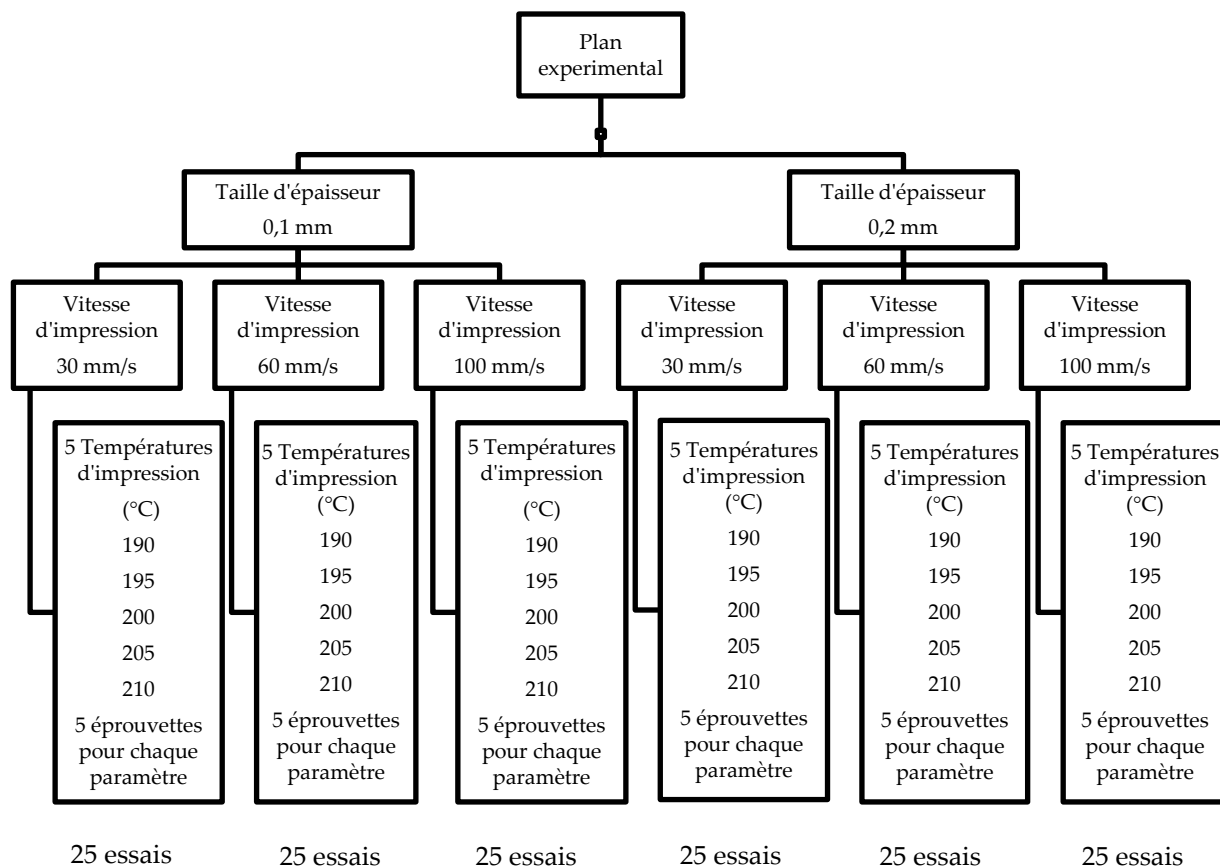 Plan
experimental
Taille d'épaisseur
0,1 mm
Taille d'épaisseur
0,2 mm
Vitesse
d'impression
30 mm/s
Vitesse
d'impression
60 mm/s
Vitesse
d'impression
100 mm/s
Vitesse
d'impression
30 mm/s
Vitesse
d'impression
60 mm/s
Vitesse
d'impression
100 mm/s
5 Températures
d'impression
(°C)
190
195
200
205
210
5 éprouvettes
pour chaque
paramètre
5 Températures
d'impression
(°C)
190
195
200
205
210
5 éprouvettes
pour chaque
paramètre
5 Températures
d'impression
(°C)
190
195
200
205
210
5 éprouvettes
pour chaque
paramètre
5 Températures
d'impression
(°C)
190
195
200
205
210
5 éprouvettes
pour chaque
paramètre
5 Températures
d'impression
(°C)
190
195
200
205
210
5 éprouvettes
pour chaque
paramètre
5 Températures
d'impression
(°C)
190
195
200
205
210
5 éprouvettes
pour chaque
paramètre
25 essais
25 essais
25 essais
25 essais
25 essais
25 essais